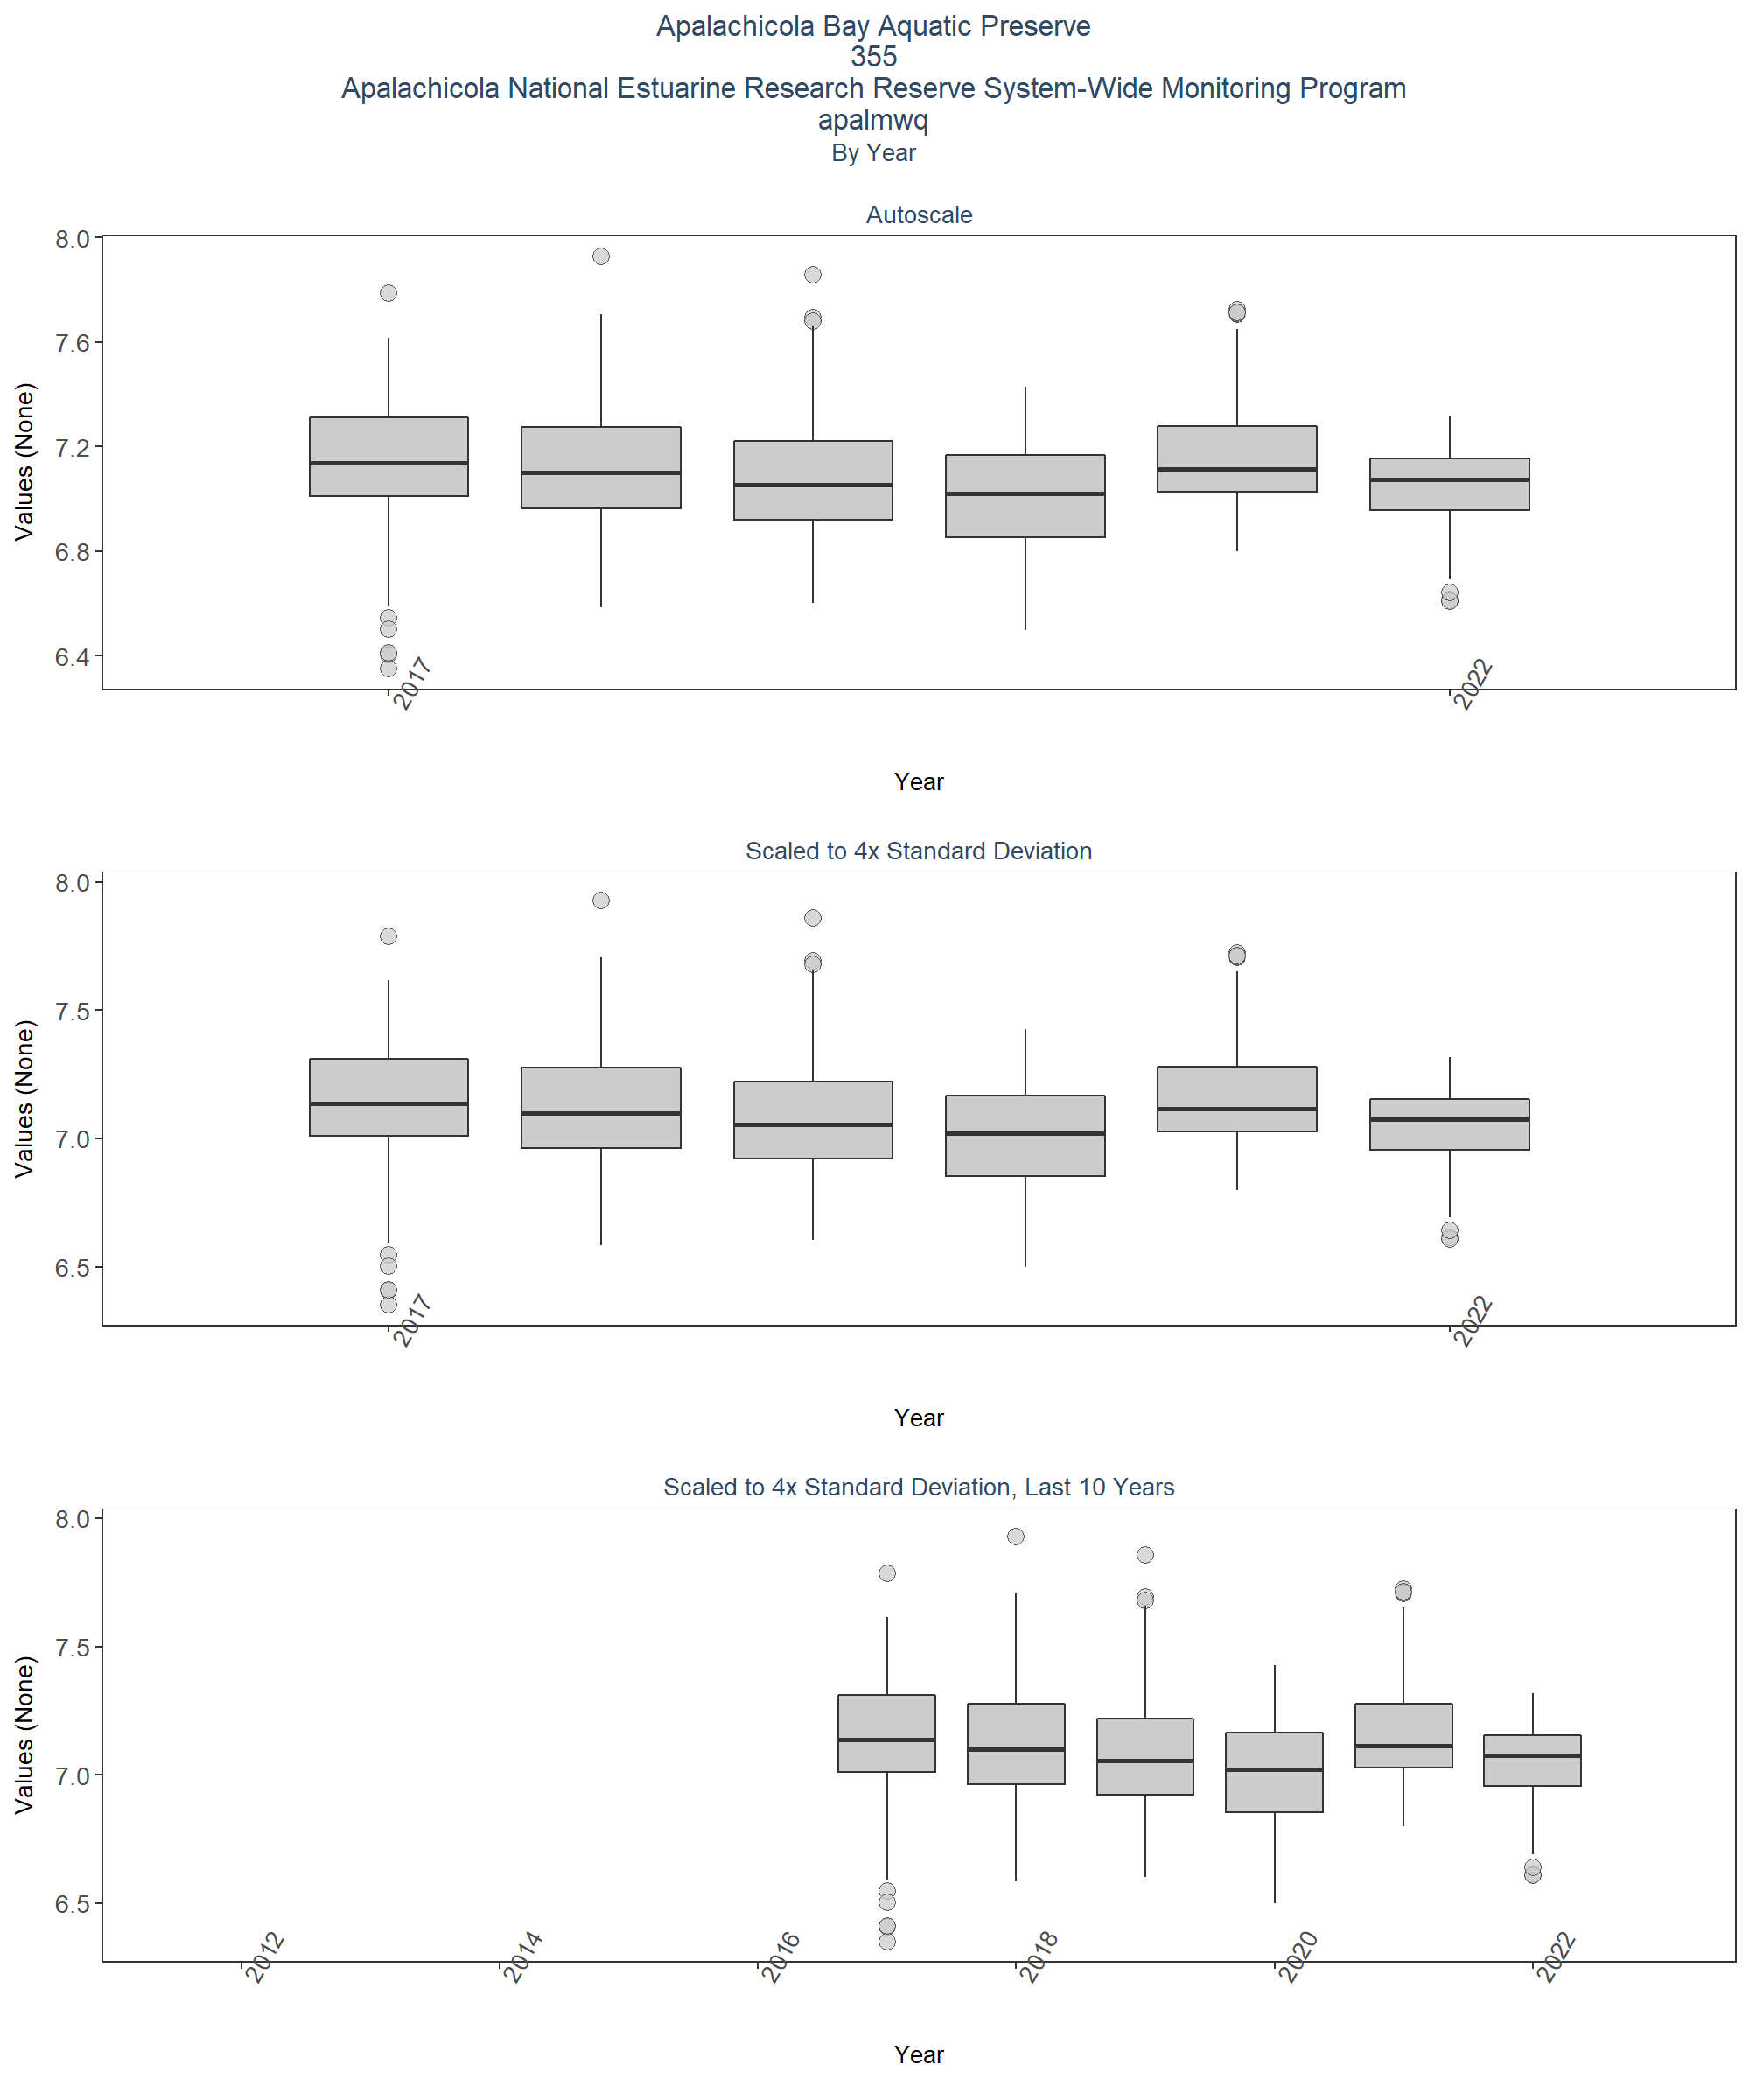 Apalachicola Bay Aquatic Preserve
355
Apalachicola National Estuarine Research Reserve System-Wide Monitoring Program
apalmwq
By Year
Autoscale
8.0
7.6
7.2
6.8
6.4
Values (None)
2017
2022
Year
Scaled to 4x Standard Deviation
8.0
7.5
7.0
6.5
Values (None)
2017
2022
Year
Scaled to 4x Standard Deviation, Last 10 Years
8.0
7.5
7.0
6.5
Values (None)
2012
2014
2016
2018
2020
2022
Year